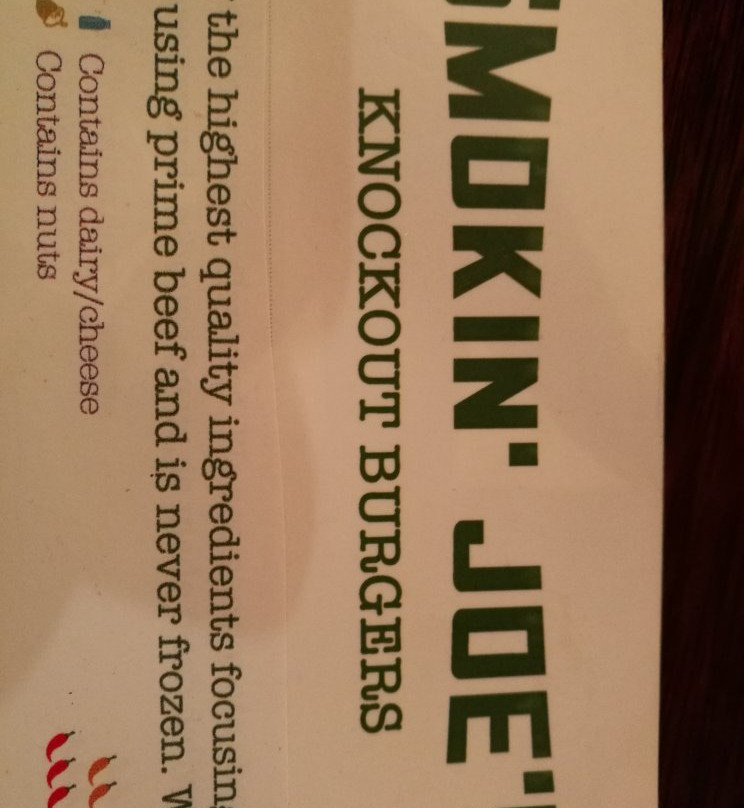 SMOKIN' JOE'
KNOCKOUT BURGERS
the highest quality ingredients focusing
using prime beef and is never frozen. W
Contains dairy/cheese
Contains nuts